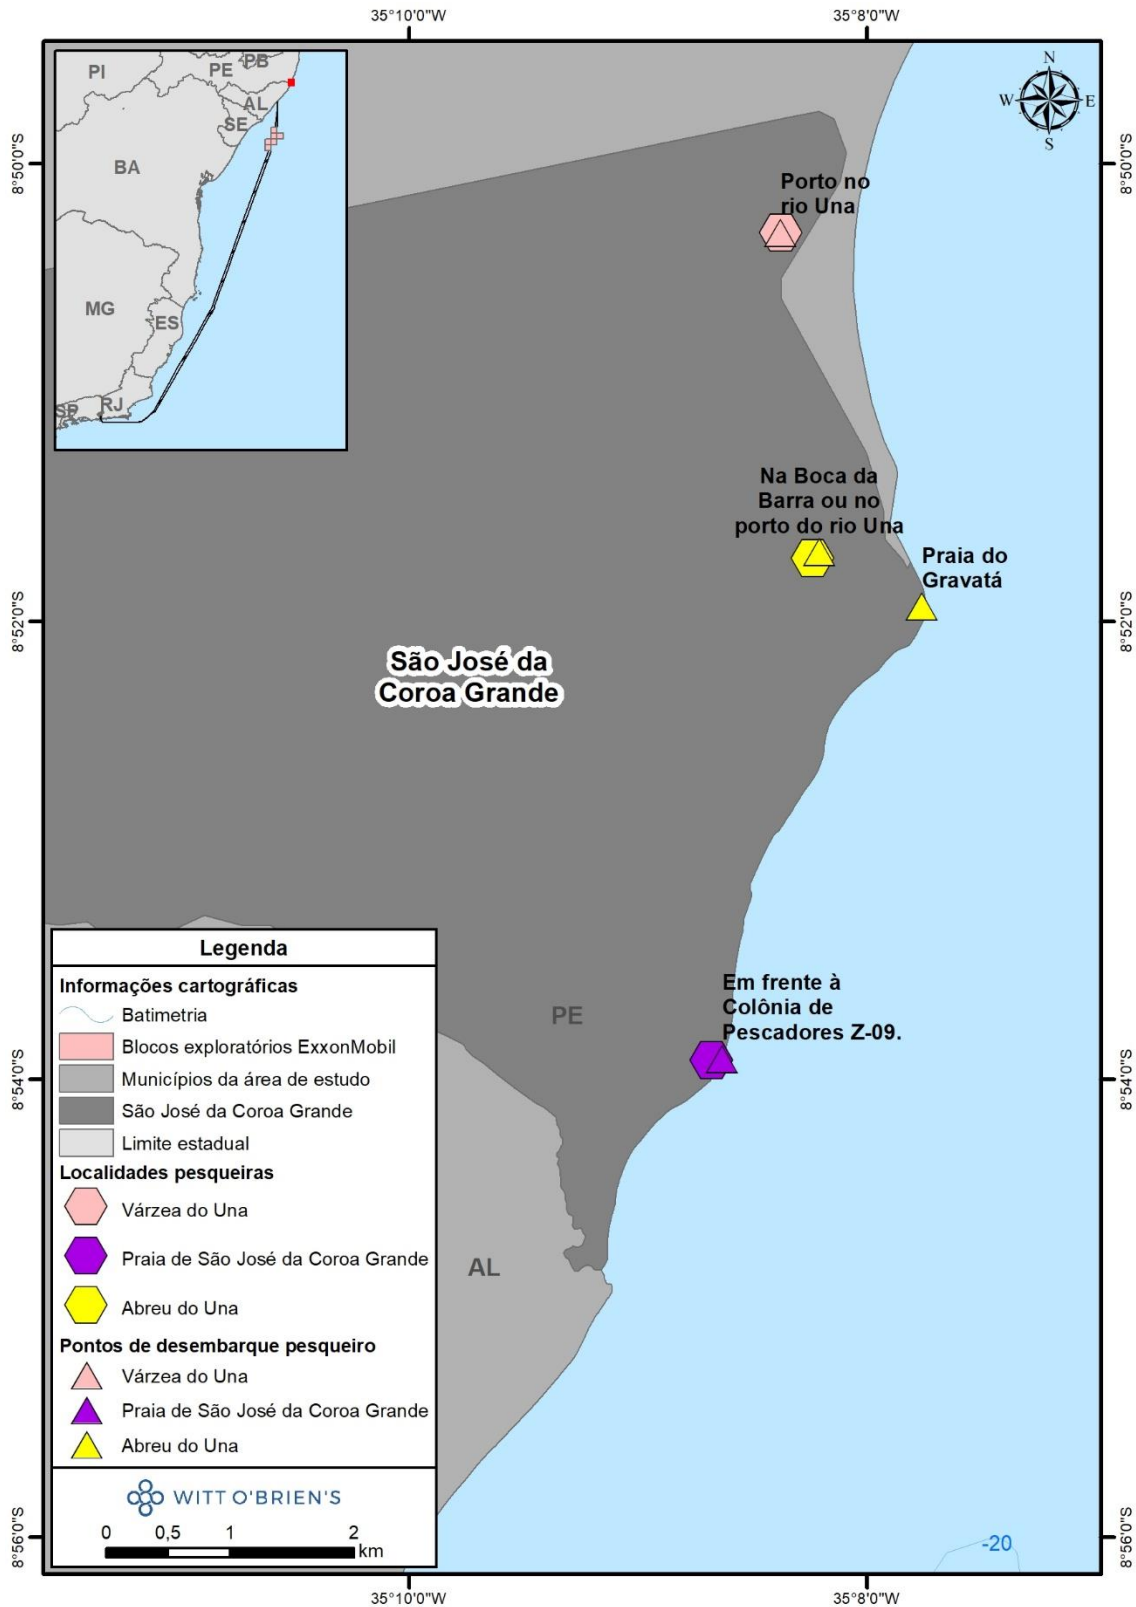 35°10'0"W
35°8'0"W
PI
PE
PB
AL
SE
BA
MG
ES
SP
RJ
N
W
E
S
8°50'0"S
8°50'0"S
Porto no
rio Una
Na Boca da
Barra ou no
porto do rio Una
Praia do
Gravatá
8°52'0"S
8°52'0"S
São José da
Coroa Grande
Em frente à
Colônia de
Pescadores Z-09.
PE
8°54'0"S
8°54'0"S
AL
Legenda
Informações cartográficas
Batimetria
Blocos exploratórios ExxonMobil
Municípios da área de estudo
São José da Coroa Grande
Limite estadual
Localidades pesqueiras
Várzea do Una
Praia de São José da Coroa Grande
Abreu do Una
Pontos de desembarque pesqueiro
Várzea do Una
Praia de São José da Coroa Grande
Abreu do Una
WITT O'BRIEN'S
0 0,5 1 2
km
-20
8°56'0"S
8°56'0"S
35°10'0"W
35°8'0"W